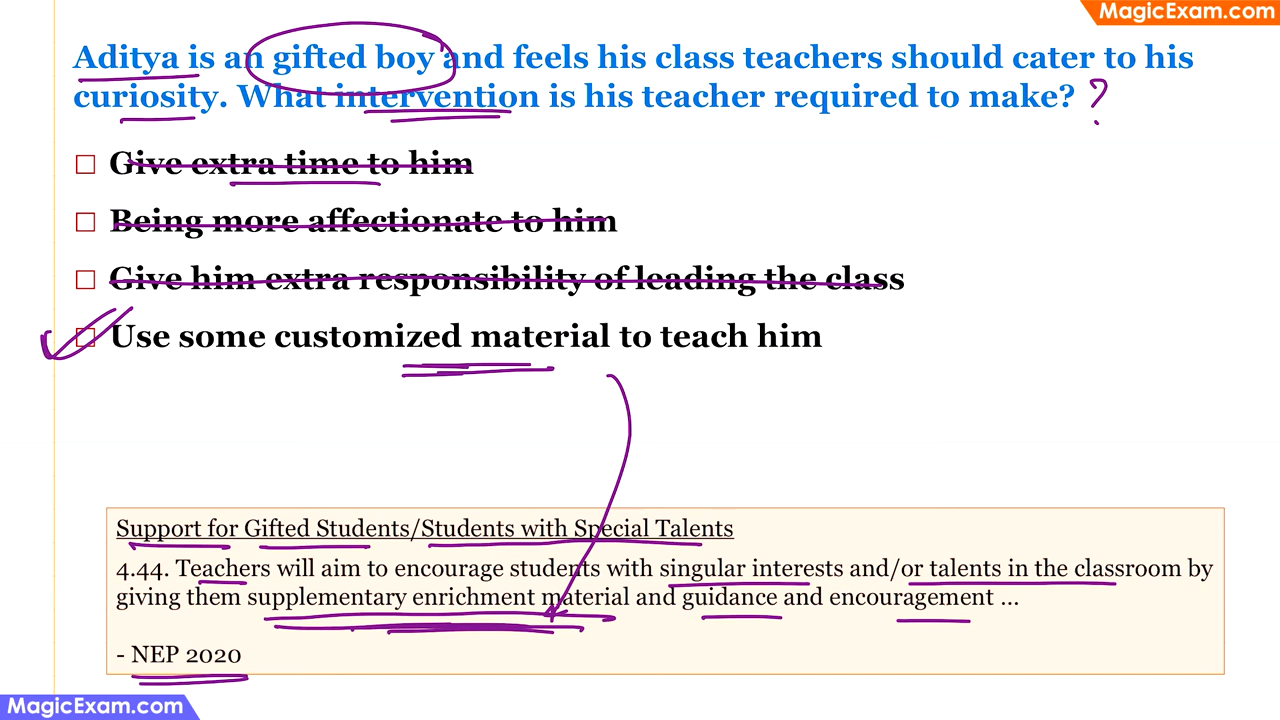 MagicExam.com
Aditya is an gifted boy and feels his class teachers should cater to his
curiosity. What intervention is his teacher required to make? ?
Give extra time to him
Being more affectionate to him
Give him extra responsibility of leading the class
Use some customized material to teach him
Support for Gifted Students/Students with Special Talents
4.44. Teachers will aim to encourage students with singular interests and/or talents in the classroom by
giving them supplementary enrichment material and guidance and encouragement ...
- NEP 2020
MagicExam.com